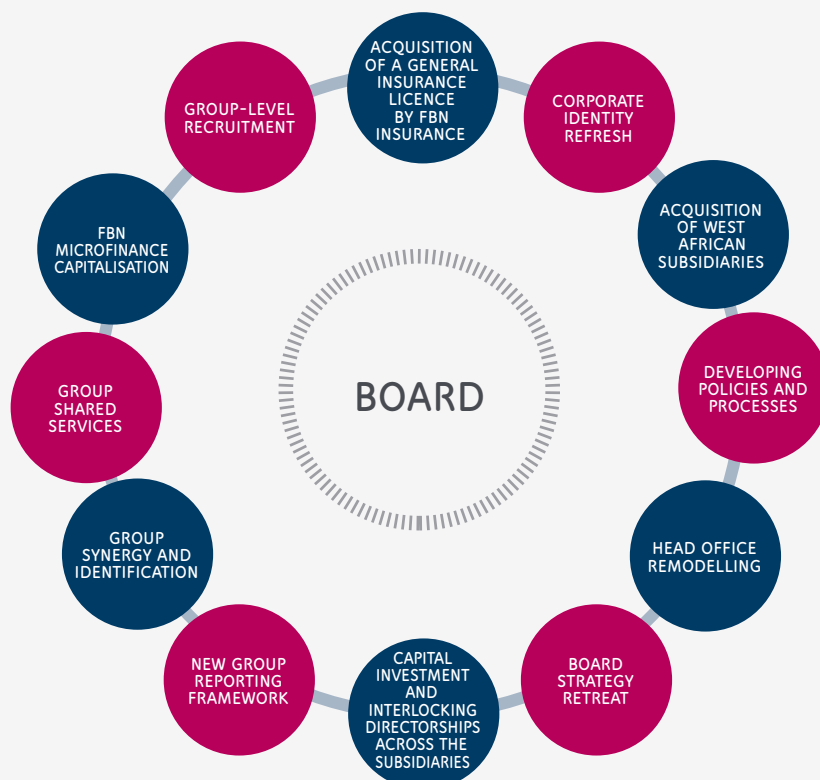 ACQUISITION
OF A GENERAL
INSURANCE
LICENCE
BY FBN
INSURANCE
CORPORATE
IDENTITY
REFRESH
ACQUISITION
OF WEST
AFRICAN
SUBSIDIARIES
DEVELOPING
POLICIES AND
PROCESSES
HEAD OFFICE
REMODELLING
BOARD
STRATEGY
RETREAT
CAPITAL
INVESTMENT
AND
INTERLOCKING
DIRECTORSHIPS
ACROSS THE
SUBSIDIARIES
NEW GROUP
REPORTING
FRAMEWORK
GROUP
SYNERGY AND
IDENTIFICATION
GROUP
SHARED
SERVICES
FBN
MICROFINANCE
CAPITALISATION
GROUP-LEVEL
RECRUITMENT
BOARD